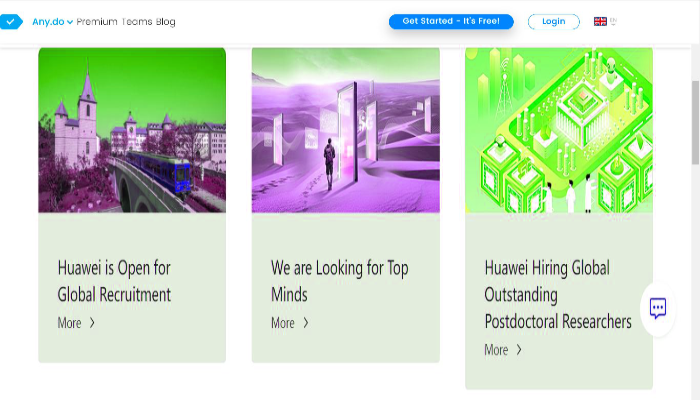 Any.do Premium Teams Blog Get Started - It's Free! Login EN
Huawei is Open for
Global Recruitment
More
We are Looking for Top
Minds
More
Huawei Hiring Global
Outstanding
Postdoctoral Researchers
More